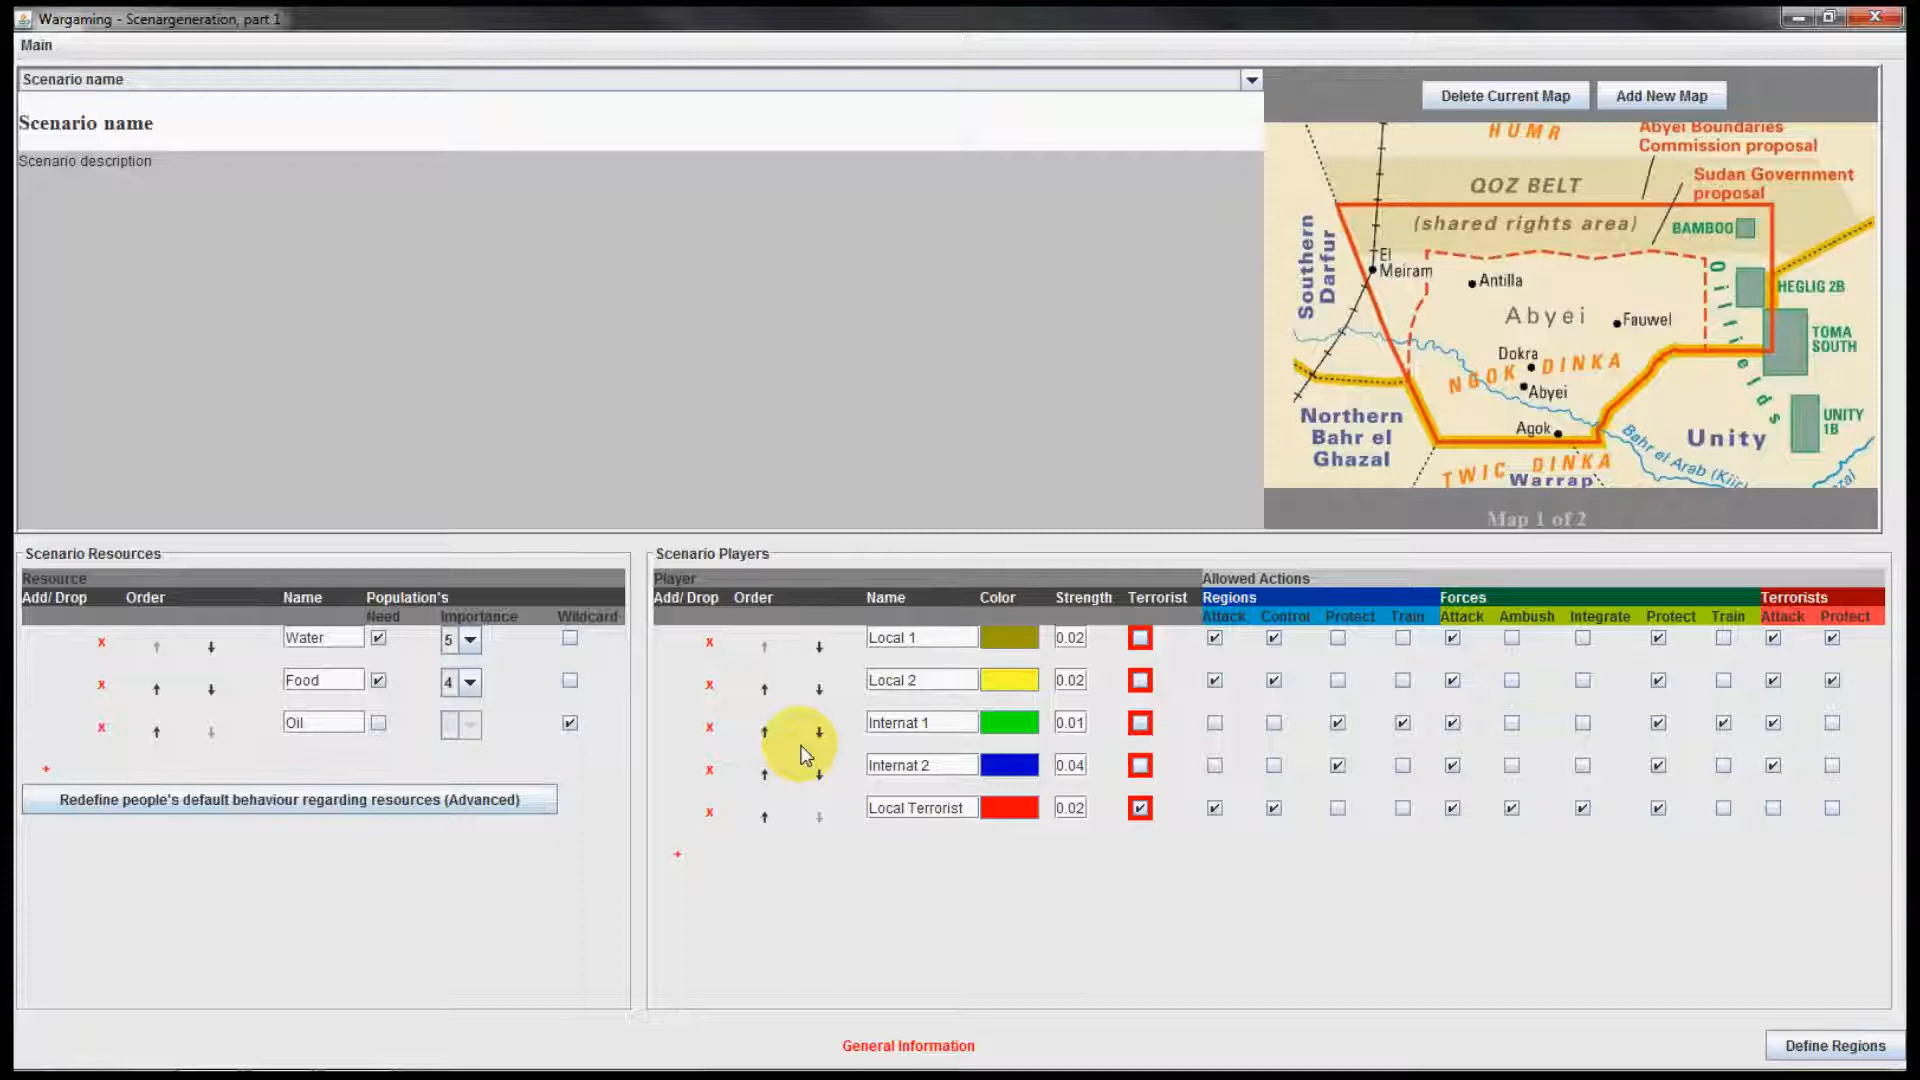 Wargaming - Scenargeneration, part 1
Main
Scenario name
Scenario name
Scenario description
Delete Current Map
Add New Map
HUMR
Abyei Boundaries
Commission proposal
Sudan Government
proposal
QOZ BELT
(shared rights area)
BAMBOO
Southern
Darfur
El
Meiram
Antilla
Oilfields
HEGLIG 2B
Abyei
Fauwel
TOMA
SOUTH
Dokra
NGOK DINKA
Abyei
Northern
Bahr el
Ghazal
UNITY
1B
Agok
Unity
Bahr el Arab (Kiir)
TWIC DINKA
Warrap
Map 1 of 2
Scenario Resources
Resource
Add/ Drop Order Name Population's
Need Importance Wildcard
x Water 5
x Food 4
x Oil
+
Redefine people's default behaviour regarding resources (Advanced)
Scenario Players
Player Allowed Actions
Add/ Drop Order Name Color Strength Terrorist Regions Forces Terrorists
Attack Control Protect Train Attack Ambush Integrate Protect Train Attack Protect
x Local 1 0.02
x Local 2 0.02
x Internat 1 0.01
x Internat 2 0.04
x Local Terrorist 0.02
+
General Information
Define Regions